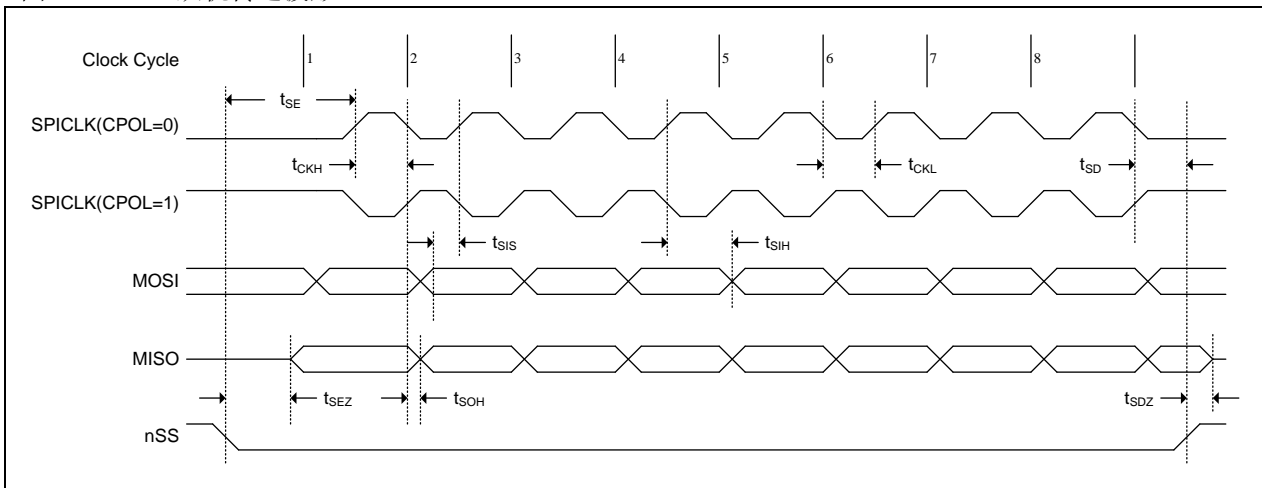 Clock Cycle 1 2 3 4 5 6 7 8
tSE
SPICLK(CPOL=0)
tCKH tCKL tSD
SPICLK(CPOL=1)
tSIS tSIH
MOSI
MISO
tSEZ tSOH tSDZ
nSS